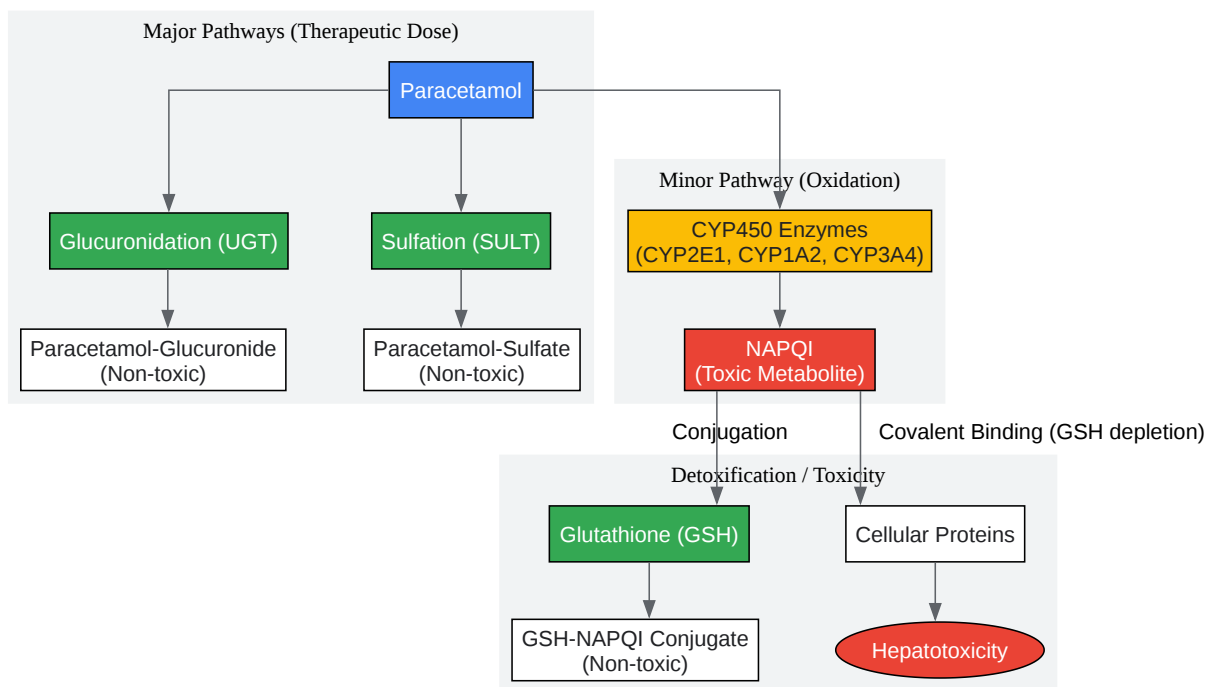 Major Pathways (Therapeutic Dose)
Paracetamol
Minor Pathway (Oxidation)
Glucuronidation (UGT)
Sulfation (SULT)
CYP450 Enzymes
(CYP2E1, CYP1A2, CYP3A4)
Paracetamol-Glucuronide
(Non-toxic)
Paracetamol-Sulfate
(Non-toxic)
NAPQI
(Toxic Metabolite)
Conjugation
Covalent Binding (GSH depletion)
Detoxification / Toxicity
Glutathione (GSH)
Cellular Proteins
GSH-NAPQI Conjugate
(Non-toxic)
Hepatotoxicity